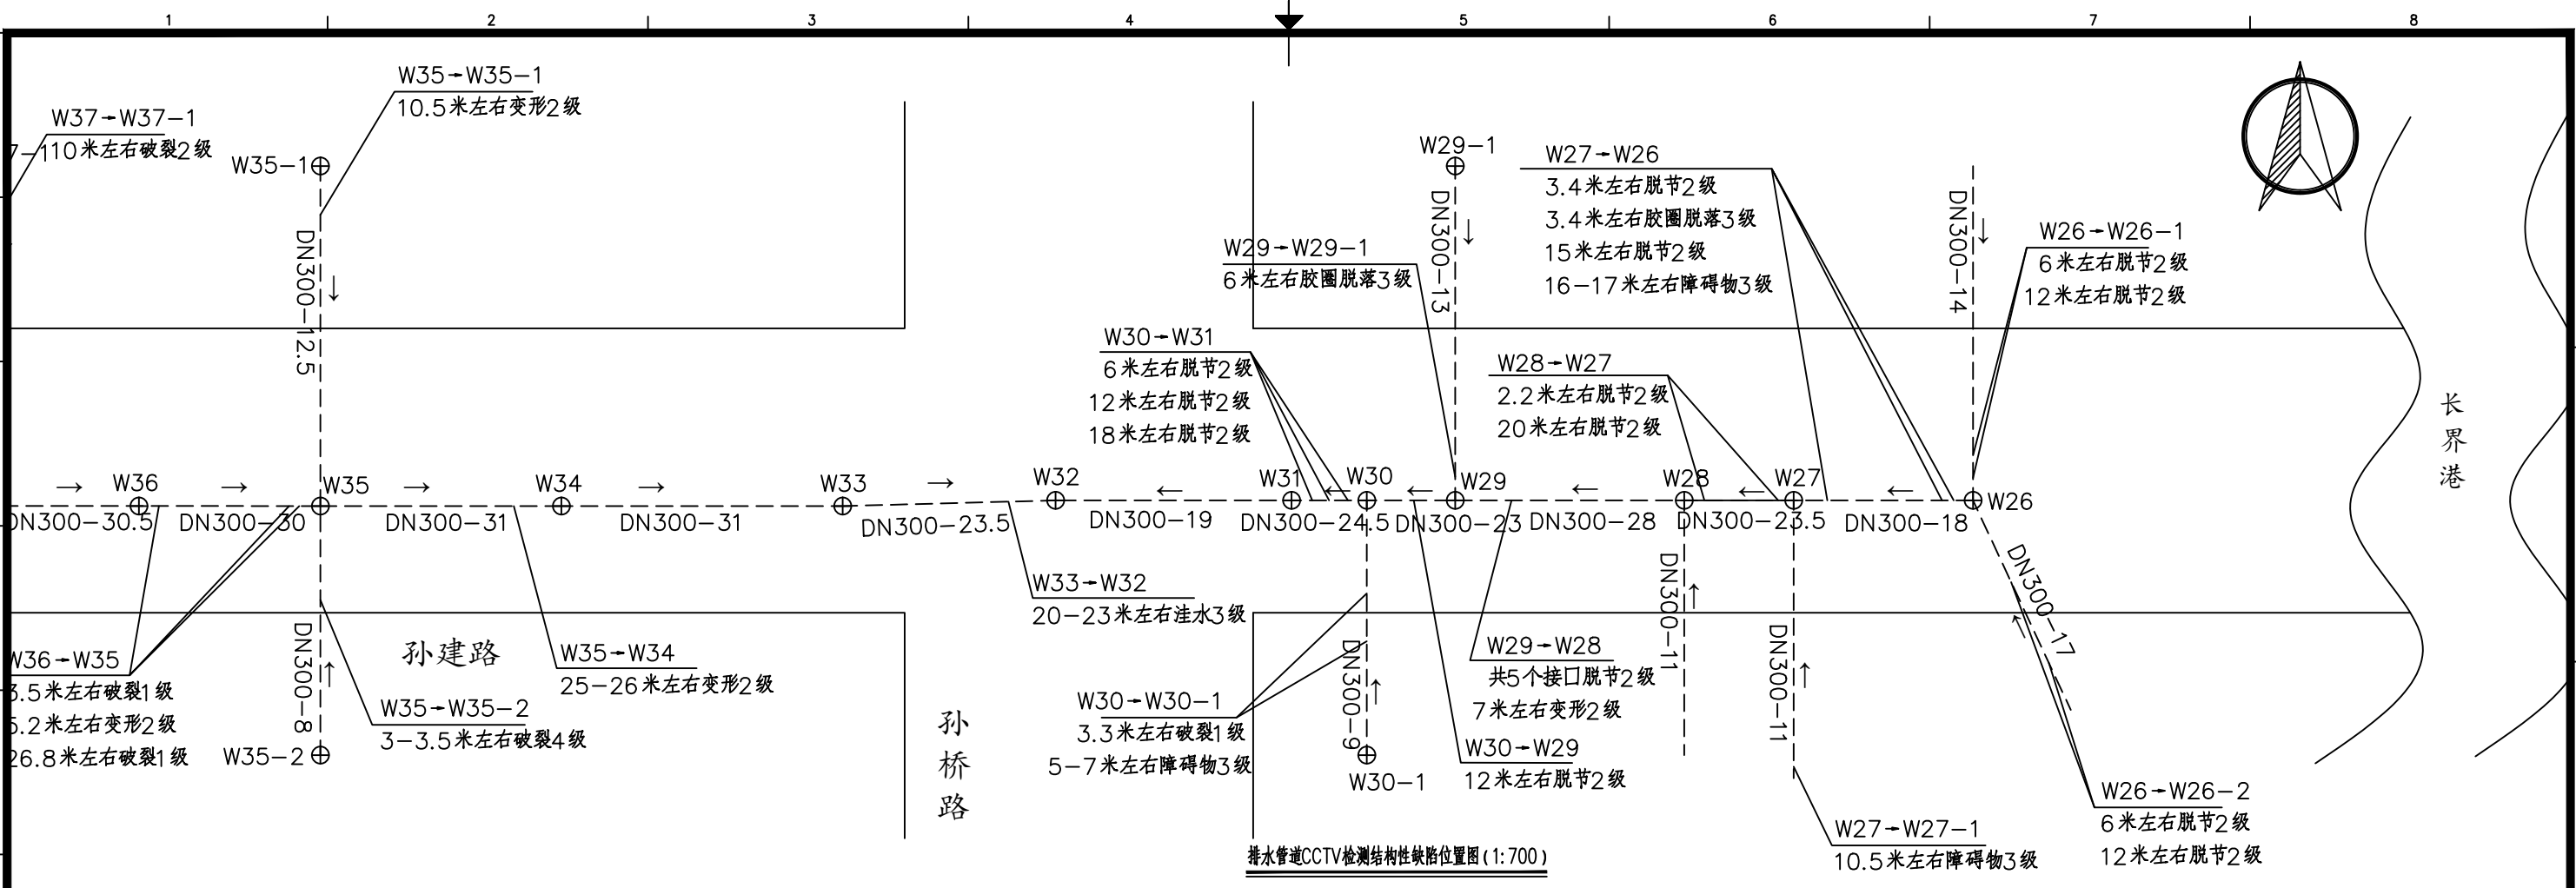 1 2 3 4 5 6 7 8
W35→W35-1
10.5米左右变形2级
W37→W37-1
10米左右破裂2级
W35-1
DN300-12.5
W29-1
DN300-13
W27→W26
3.4米左右脱节2级
3.4米左右胶圈脱落3级
15米左右脱节2级
16-17米左右障碍物3级
DN300-14
W26→W26-1
6米左右脱节2级
12米左右脱节2级
W29→W29-1
6米左右胶圈脱落3级
W30→W31
6米左右脱节2级
12米左右脱节2级
18米左右脱节2级
W28→W27
2.2米左右脱节2级
20米左右脱节2级
长界港
W36 W35 W34 W33 W32 W31 W30 W29 W28 W27 W26
DN300-30.5 DN300-30 DN300-31 DN300-31 DN300-23.5 DN300-19 DN300-24.5 DN300-23 DN300-28 DN300-23.5 DN300-18
DN300-17
DN300-11
DN300-11
DN300-9
DN300-8
W33→W32
20-23米左右洼水3级
W36→W35
3.5米左右破裂1级
5.2米左右变形2级
26.8米左右破裂1级
孙建路
W35→W34
25-26米左右变形2级
W35→W35-2
3-3.5米左右破裂4级
W35-2
孙桥路
W30→W30-1
3.3米左右破裂1级
5-7米左右障碍物3级
W30-1
W29→W28
共5个接口脱节2级
7米左右变形2级
W30→W29
12米左右脱节2级
W27→W27-1
10.5米左右障碍物3级
W26→W26-2
6米左右脱节2级
12米左右脱节2级
排水管道CCTV检测结构性缺陷位置图(1:700)